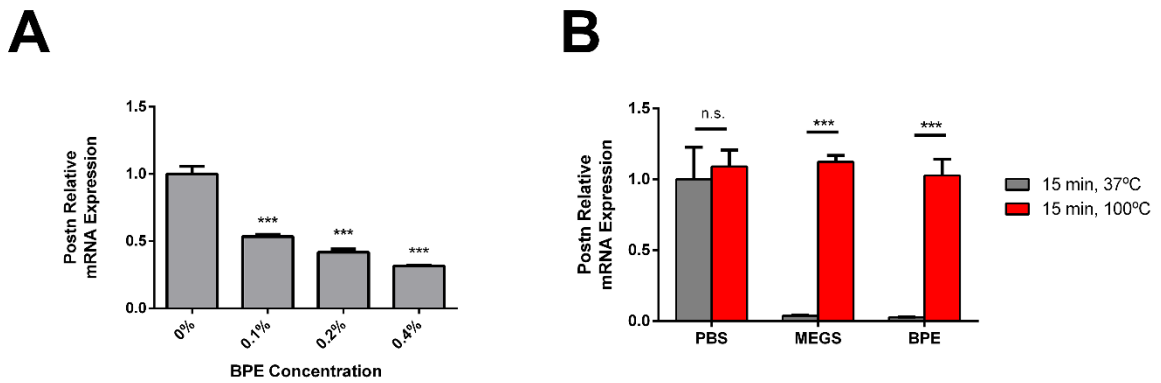 A
Postn Relative
mRNA Expression
1.5
1.0
0.5
0.0
***
***
***
0%
0.1%
0.2%
0.4%
BPE Concentration
B
Postn Relative
mRNA Expression
1.5
1.0
0.5
0.0
n.s.
***
***
PBS
MEGS
BPE
15 min, 37ºC
15 min, 100ºC